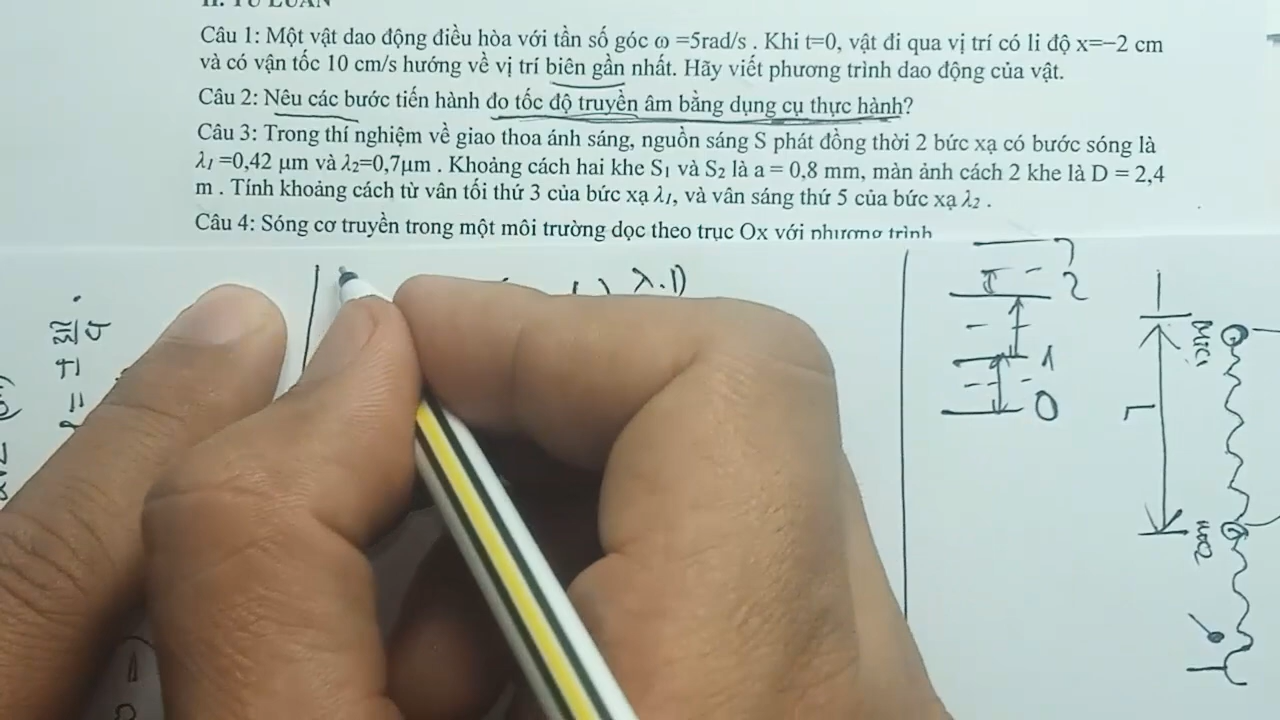 II. TỰ LUẬN
Câu 1: Một vật dao động điều hòa với tần số góc ω =5rad/s . Khi t=0, vật đi qua vị trí có li độ x=−2 cm
và có vận tốc 10 cm/s hướng về vị trí biên gần nhất. Hãy viết phương trình dao động của vật.
Câu 2: Nêu các bước tiến hành đo tốc độ truyền âm bằng dụng cụ thực hành?
Câu 3: Trong thí nghiệm về giao thoa ánh sáng, nguồn sáng S phát đồng thời 2 bức xạ có bước sóng là
λ1 =0,42 μm và λ2=0,7μm . Khoảng cách hai khe S1 và S2 là a = 0,8 mm, màn ảnh cách 2 khe là D = 2,4
m . Tính khoảng cách từ vân tối thứ 3 của bức xạ λ1, và vân sáng thứ 5 của bức xạ λ2 .
Câu 4: Sóng cơ truyền trong một môi trường dọc theo trục Ox với phương trình
λ.D
2
1
0
Mic1
L
Mic2